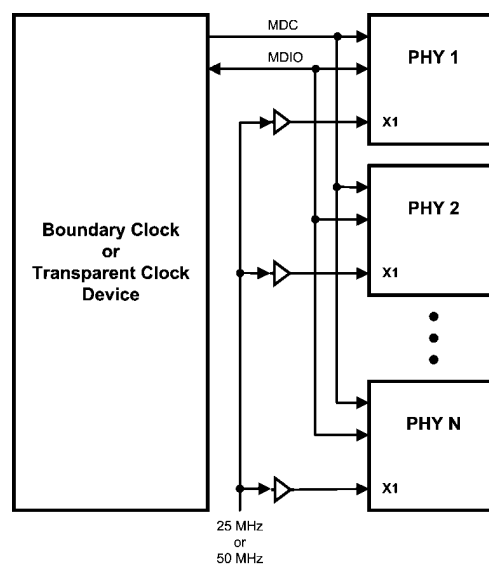 MDC
MDIO
PHY 1
X1
PHY 2
X1
Boundary Clock
or
Transparent Clock
Device
PHY N
X1
25 MHz
or
50 MHz